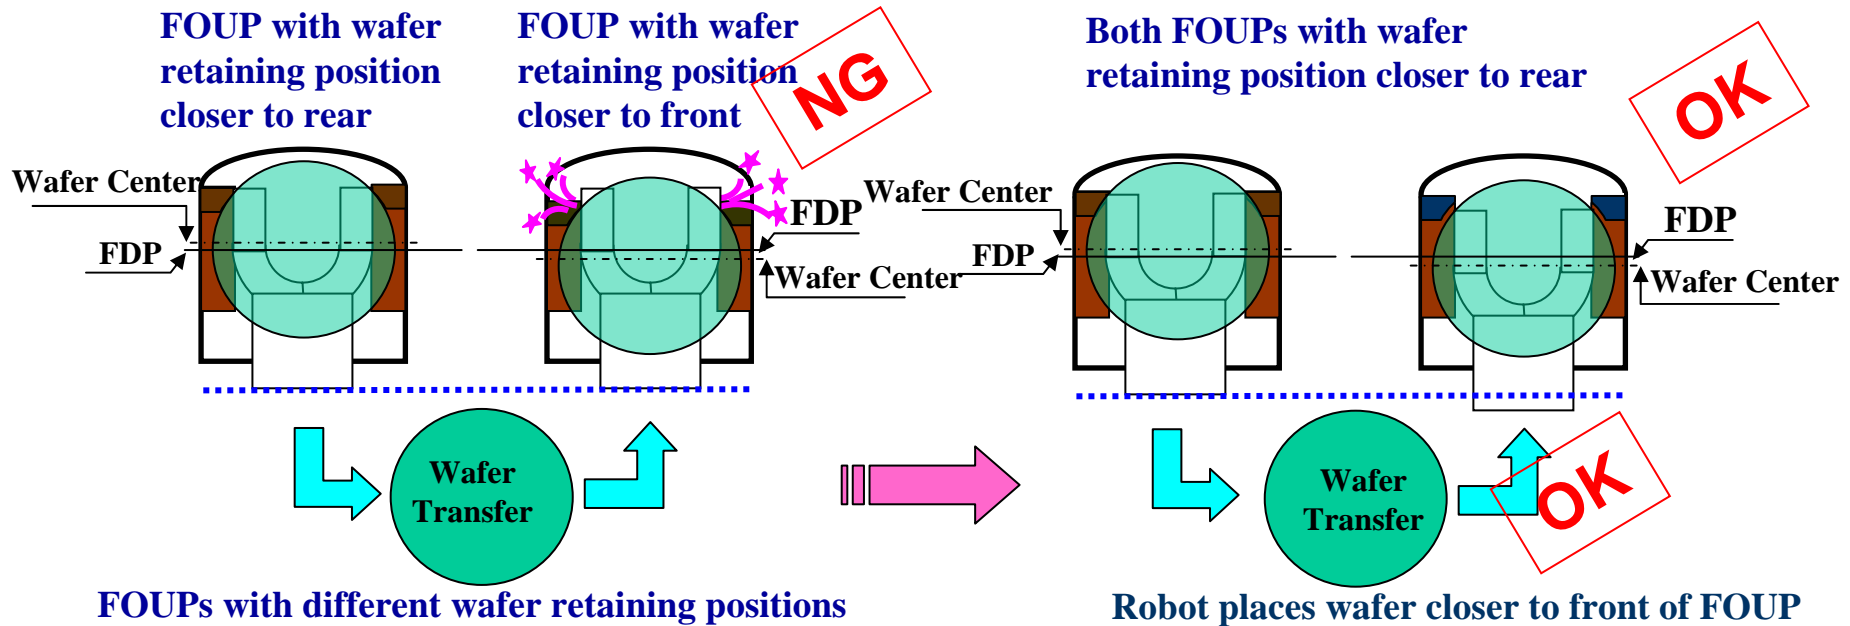 FOUP with wafer
retaining position
closer to rear
FOUP with wafer
retaining position
closer to front
NG
Both FOUPs with wafer
retaining position closer to rear
OK
Wafer Center
FDP
FDP
Wafer Center
Wafer Center
FDP
FDP
Wafer Center
Wafer
Transfer
Wafer
Transfer
OK
FOUPs with different wafer retaining positions
Robot places wafer closer to front of FOUP